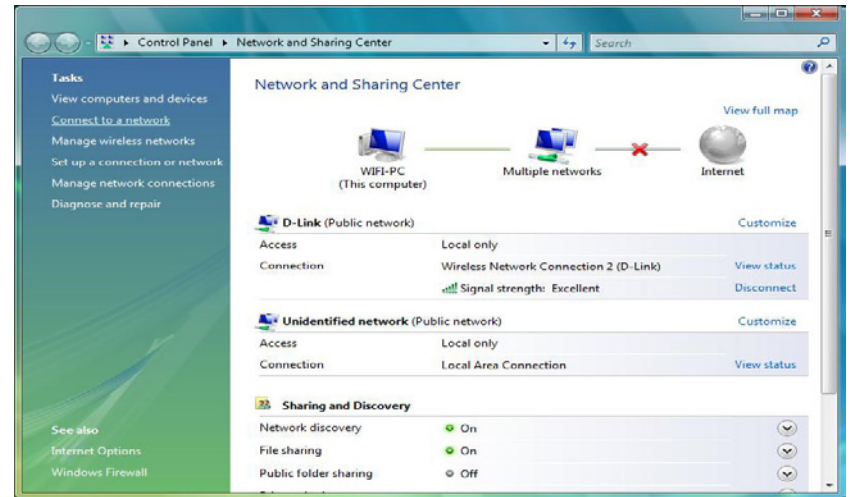 Control Panel ▸ Network and Sharing Center
Search
Tasks
View computers and devices
Connect to a network
Manage wireless networks
Set up a connection or network
Manage network connections
Diagnose and repair
See also
Internet Options
Windows Firewall
Network and Sharing Center
View full map
WIFI-PC
(This computer)
Multiple networks
Internet
D-Link (Public network) Customize
Access Local only
Connection Wireless Network Connection 2 (D-Link) View status
Signal strength: Excellent Disconnect
Unidentified network (Public network) Customize
Access Local only
Connection Local Area Connection View status
Sharing and Discovery
Network discovery On
File sharing On
Public folder sharing Off